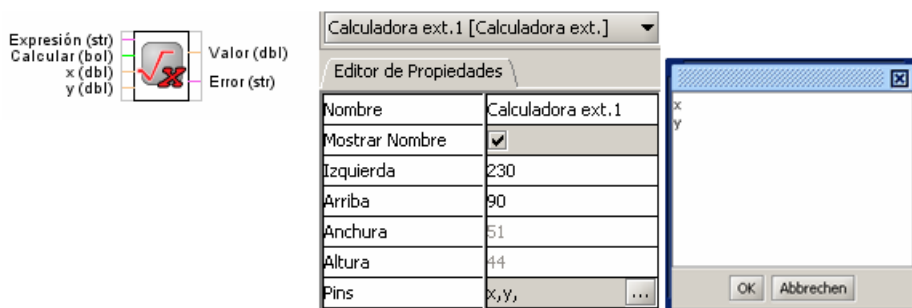 Expresión (str)
Calcular (bol)
x (dbl)
y (dbl)
Valor (dbl)
Error (str)
Calculadora ext.1 [Calculadora ext.]
Editor de Propiedades
Nombre Calculadora ext.1
Mostrar Nombre
Izquierda 230
Arriba 90
Anchura 51
Altura 44
Pins x,y, ...
x
y
OK Abbrechen